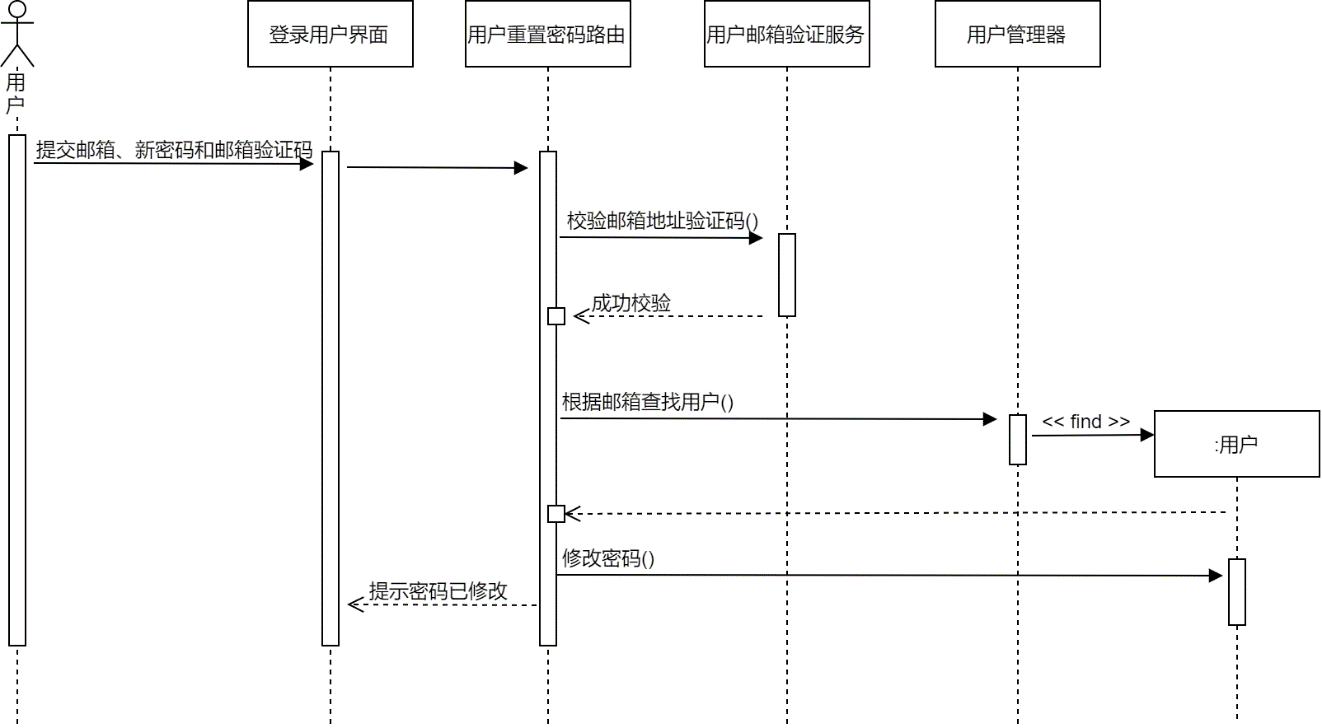 登录用户界面
用户重置密码路由
用户邮箱验证服务
用户管理器
用
户
提交邮箱、新密码和邮箱验证码
校验邮箱地址验证码()
成功校验
根据邮箱查找用户()
<< find >>
:用户
修改密码()
提示密码已修改